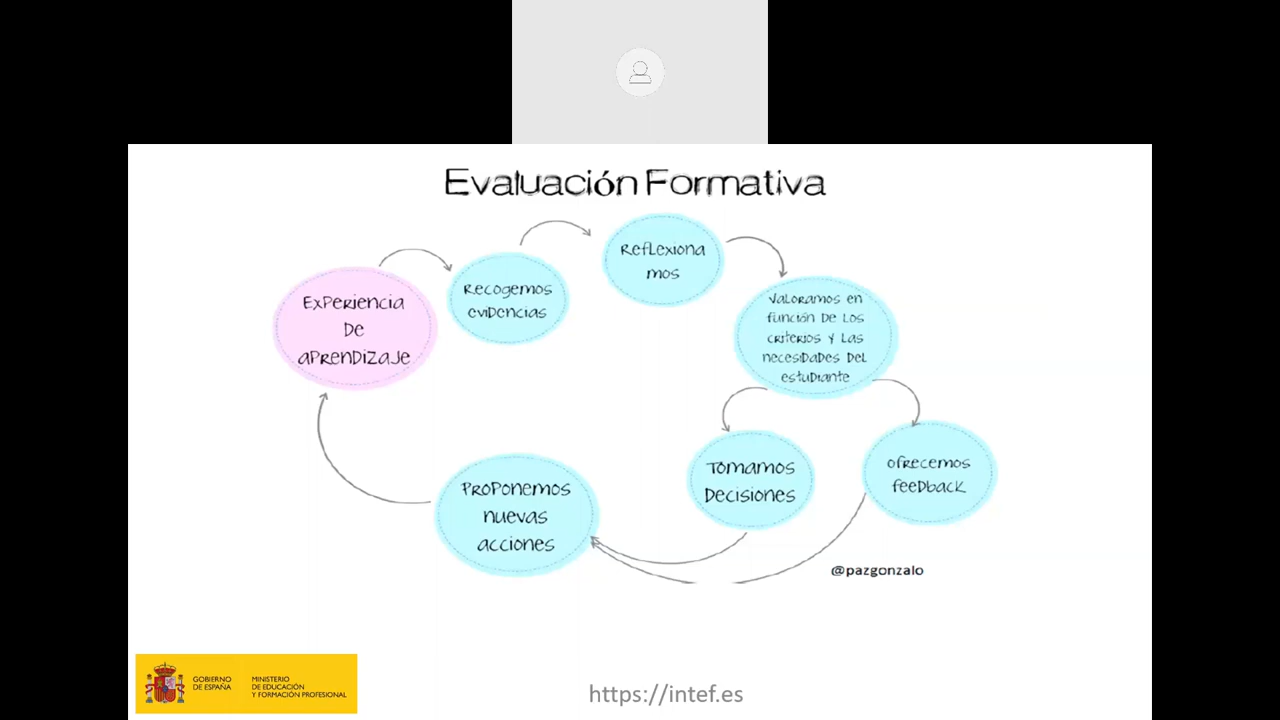 Evaluación Formativa
Experiencia
de
aprendizaje
Recogemos
evidencias
Reflexiona
mos
Valoramos en
función de los
criterios y las
necesidades del
estudiante
Tomamos
decisiones
Ofrecemos
feedback
Proponemos
nuevas
acciones
@pazgonzalo
GOBIERNO
DE ESPAÑA
MINISTERIO
DE EDUCACIÓN
Y FORMACIÓN PROFESIONAL
https://intef.es